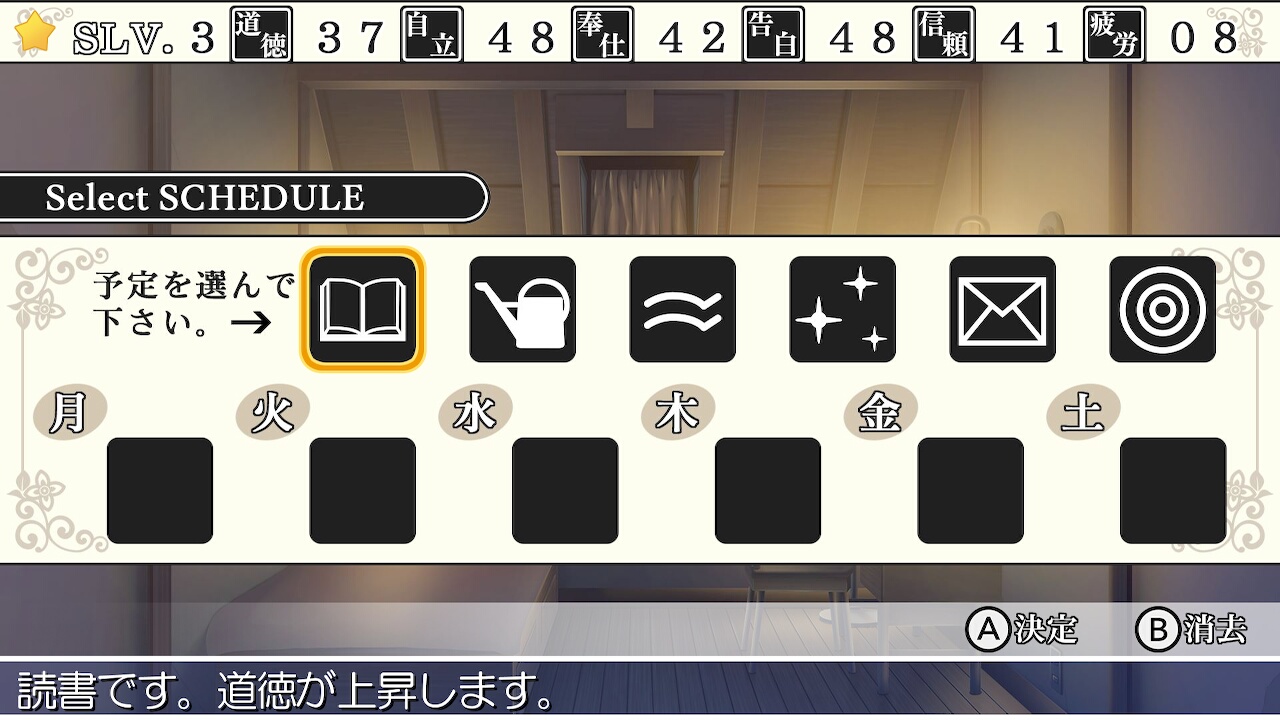 SLV. 3 道徳 37 自立 48 奉仕 42 告白 48 信頼 41 疲労 08
Select SCHEDULE
予定を選んで
下さい。→
月 火 水 木 金 土
A 決定 B 消去
読書です。道徳が上昇します。